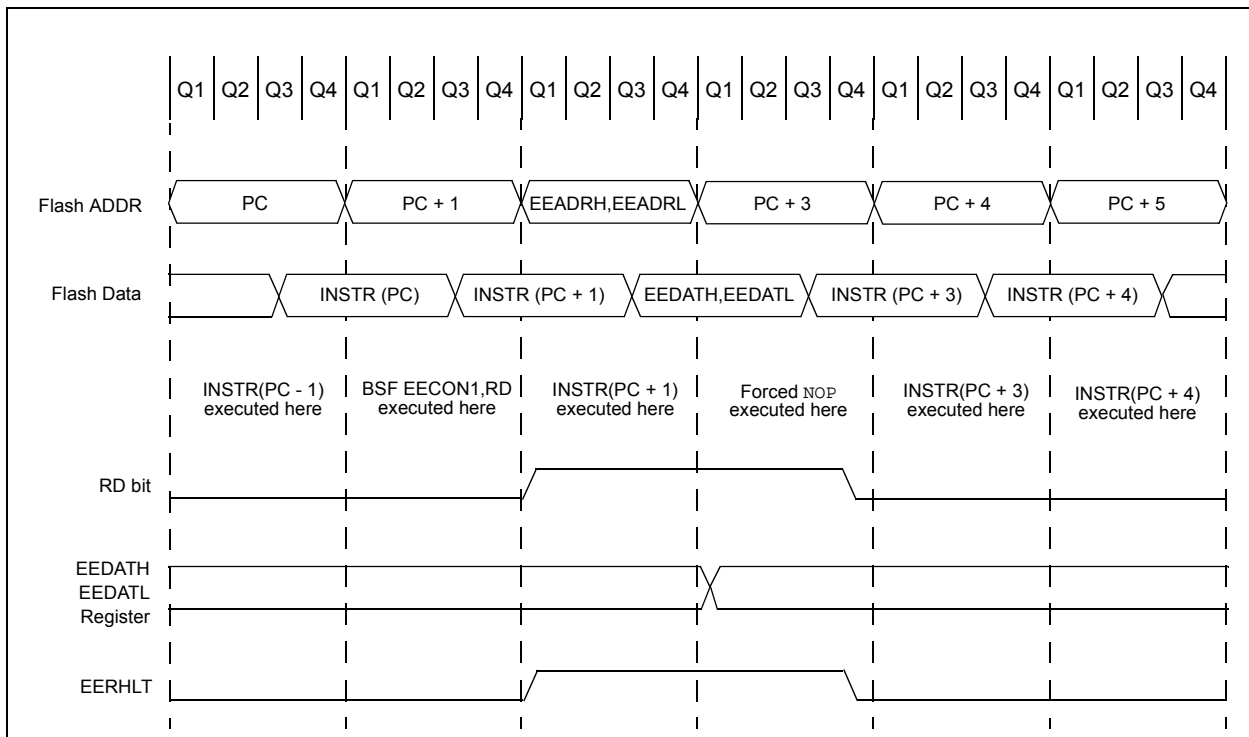 Q1 Q2 Q3 Q4 Q1 Q2 Q3 Q4 Q1 Q2 Q3 Q4 Q1 Q2 Q3 Q4 Q1 Q2 Q3 Q4 Q1 Q2 Q3 Q4
Flash ADDR PC PC + 1 EEADRH,EEADRL PC + 3 PC + 4 PC + 5
Flash Data INSTR (PC) INSTR (PC + 1) EEDATH,EEDATL INSTR (PC + 3) INSTR (PC + 4)
INSTR(PC - 1)
executed here
BSF EECON1,RD
executed here
INSTR(PC + 1)
executed here
Forced NOP
executed here
INSTR(PC + 3)
executed here
INSTR(PC + 4)
executed here
RD bit
EEDATH
EEDATL
Register
EERHLT